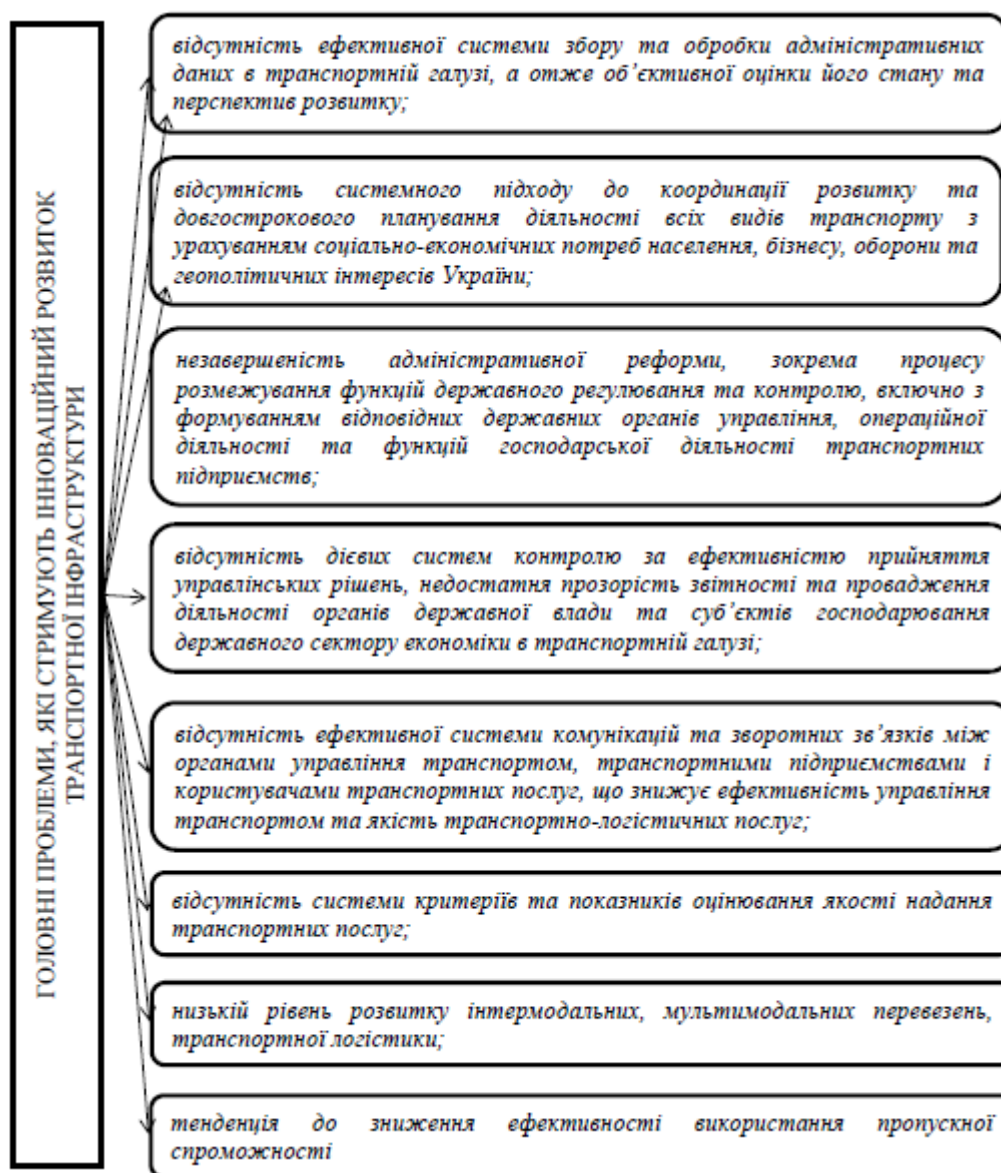 ГОЛОВНІ ПРОБЛЕМИ, ЯКІ СТРИМУЮТЬ ІННОВАЦІЙНИЙ РОЗВИТОК
ТРАНСПОРТНОЇ ІНФРАСТРУКТУРИ
відсутність ефективної системи збору та обробки адміністративних
даних в транспортній галузі, а отже об’єктивної оцінки його стану та
перспектив розвитку;
відсутність системного підходу до координації розвитку та
довгострокового планування діяльності всіх видів транспорту з
урахуванням соціально-економічних потреб населення, бізнесу, оборони та
геополітичних інтересів України;
незавершеність адміністративної реформи, зокрема процесу
розмежування функцій державного регулювання та контролю, включно з
формуванням відповідних державних органів управління, операційної
діяльності та функцій господарської діяльності транспортних
підприємств;
відсутність дієвих систем контролю за ефективністю прийняття
управлінських рішень, недостатня прозорість звітності та провадження
діяльності органів державної влади та суб’єктів господарювання
державного сектору економіки в транспортній галузі;
відсутність ефективної системи комунікацій та зворотних зв’язків між
органами управління транспортом, транспортними підприємствами і
користувачами транспортних послуг, що знижує ефективність управління
транспортом та якість транспортно-логістичних послуг;
відсутність системи критеріїв та показників оцінювання якості надання
транспортних послуг;
низькій рівень розвитку інтермодальних, мультимодальних перевезень,
транспортної логістики;
тенденція до зниження ефективності використання пропускної
спроможності